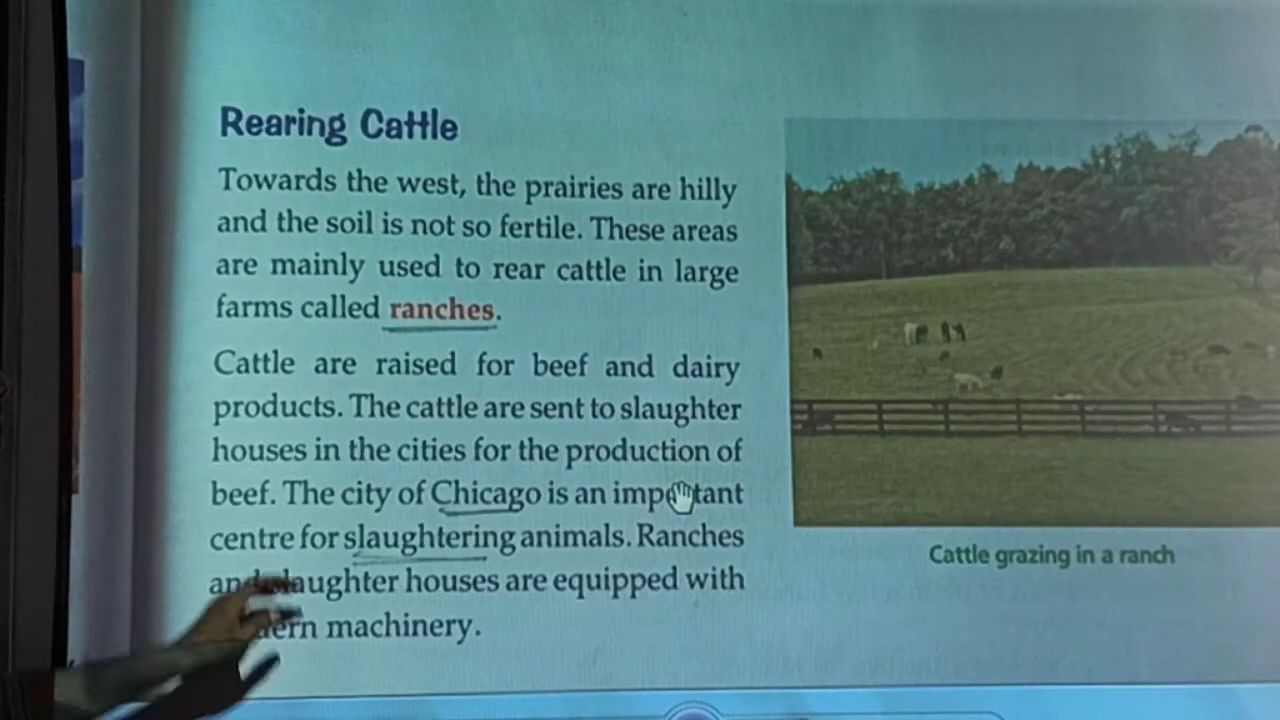 Rearing Cattle
Towards the west, the prairies are hilly
and the soil is not so fertile. These areas
are mainly used to rear cattle in large
farms called ranches.
Cattle are raised for beef and dairy
products. The cattle are sent to slaughter
houses in the cities for the production of
beef. The city of Chicago is an important
centre for slaughtering animals. Ranches
and slaughter houses are equipped with
machinery.
Cattle grazing in a ranch